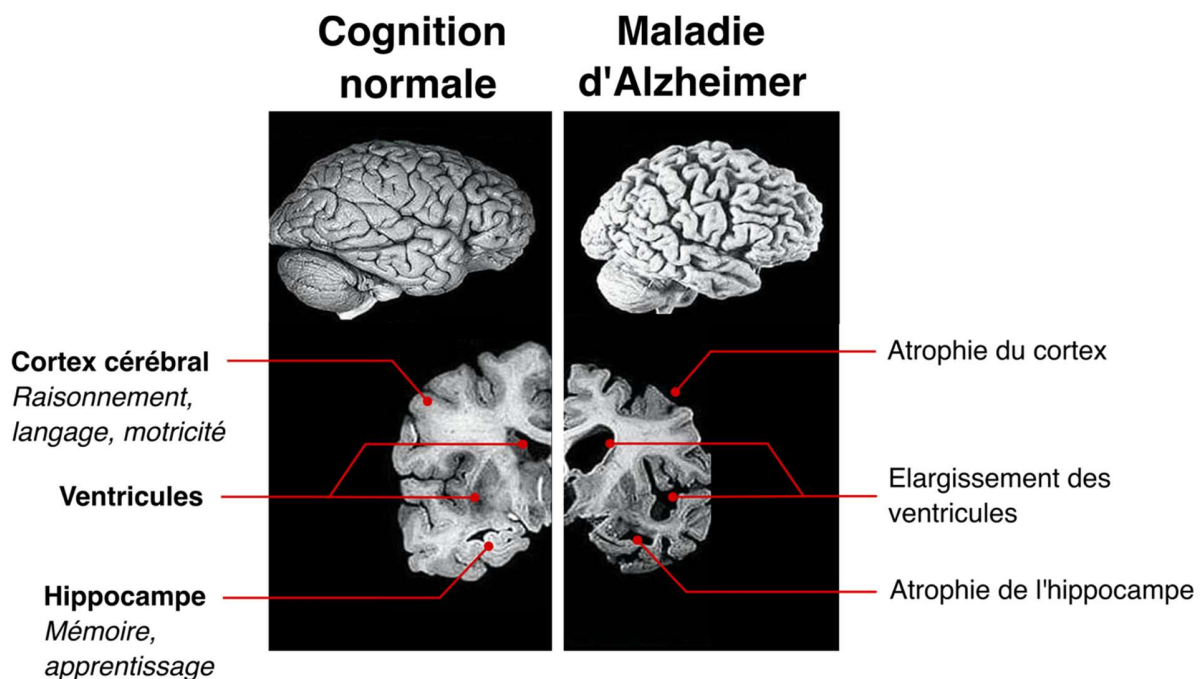 Cognition
normale
Maladie
d'Alzheimer
Cortex cérébral
Raisonnement,
langage, motricité
Ventricules
Hippocampe
Mémoire,
apprentissage
Atrophie du cortex
Elargissement des
ventricules
Atrophie de l'hippocampe